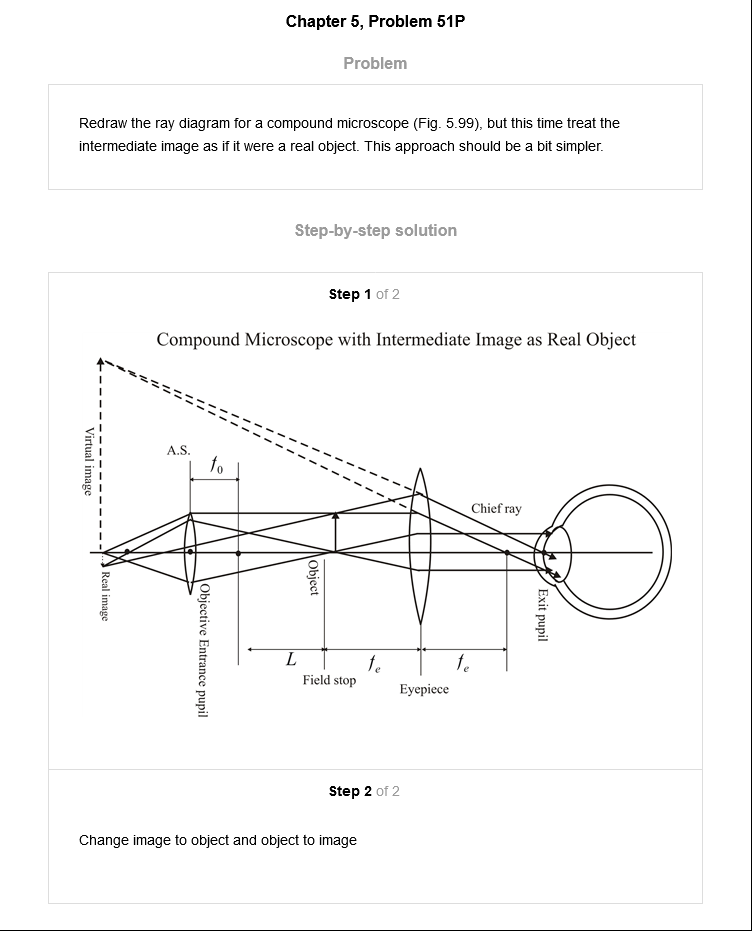 Chapter 5, Problem 51P
Problem
Redraw the ray diagram for a compound microscope (Fig. 5.99), but this time treat the
intermediate image as if it were a real object. This approach should be a bit simpler.
Step-by-step solution
Step 1 of 2
Compound Microscope with Intermediate Image as Real Object
Virtual image
A.S.
f0
Chief ray
Real image
Objective Entrance pupil
Object
Exit pupil
L
fe
fe
Field stop
Eyepiece
Step 2 of 2
Change image to object and object to image